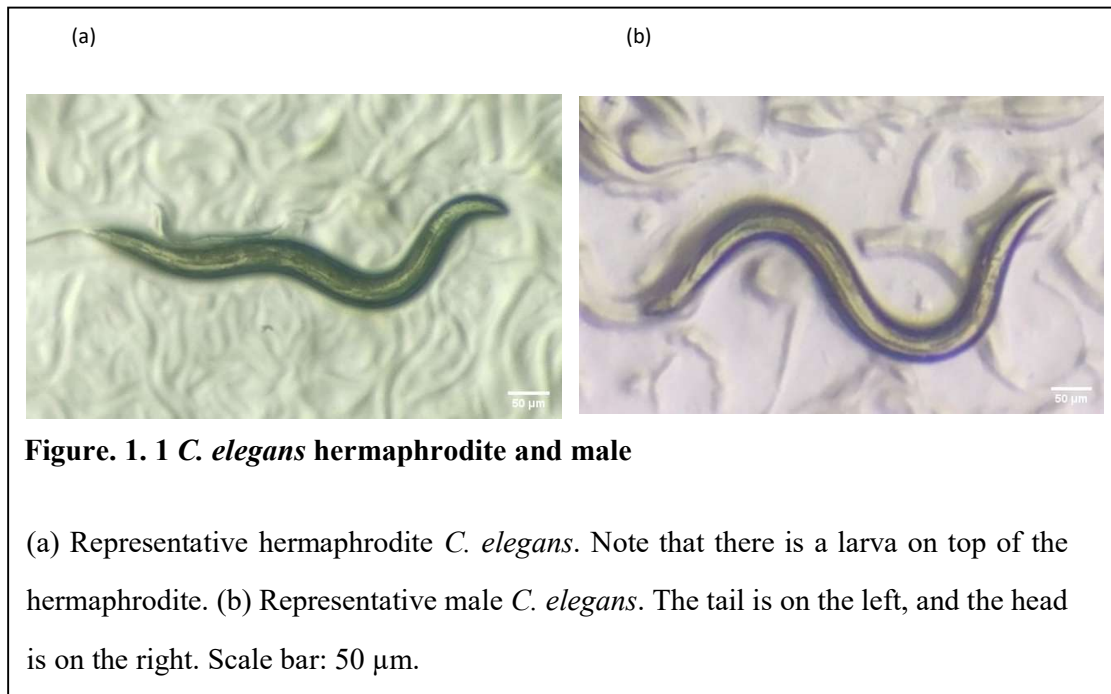 (a) (b)
50 µm 50 µm
Figure. 1. 1 C. elegans hermaphrodite and male
(a) Representative hermaphrodite C. elegans. Note that there is a larva on top of the
hermaphrodite. (b) Representative male C. elegans. The tail is on the left, and the head
is on the right. Scale bar: 50 µm.